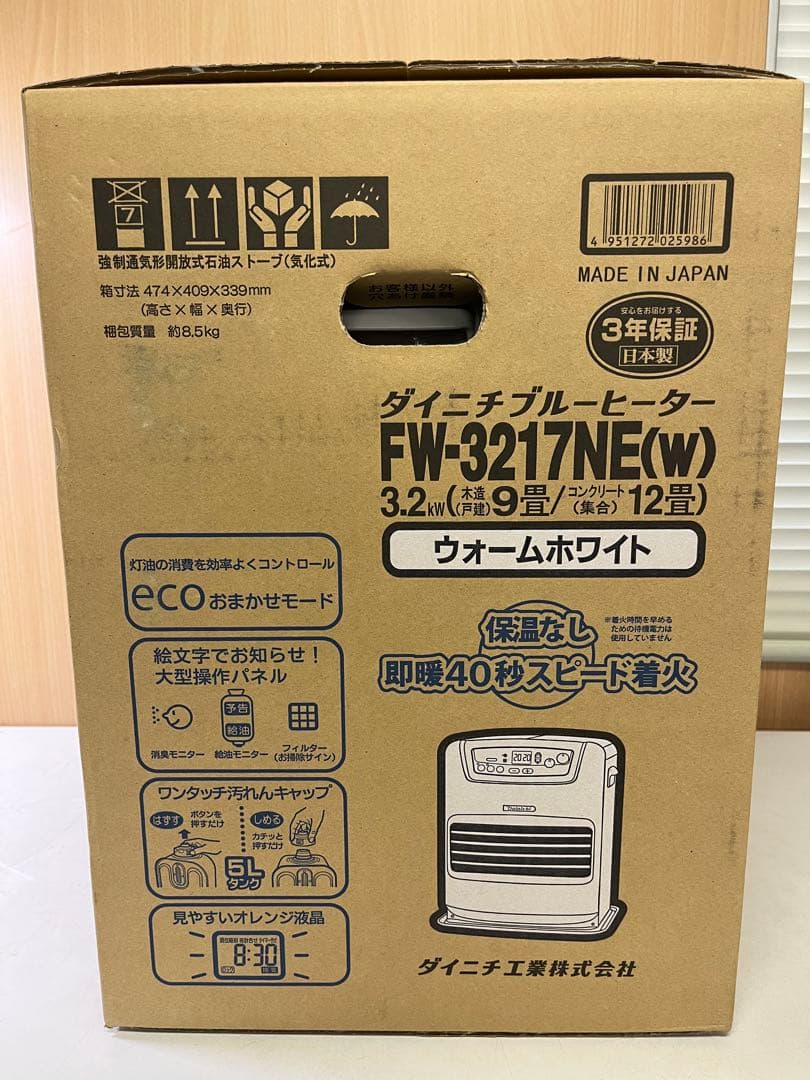 7
強制通気形開放式石油ストーブ(気化式)
箱寸法 474×409×339mm
(高さ×幅×奥行)
梱包質量 約8.5kg
お客様以外
穴あけ厳禁
4 951272 025986
MADE IN JAPAN
安心をお届けする
3年保証
日本製
ダイニチブルーヒーター
FW-3217NE(W)
3.2kW(木造(戸建)9畳/コンクリート(集合)12畳)
ウォームホワイト
灯油の消費を効率よくコントロール
eco おまかせモード
絵文字でお知らせ!
大型操作パネル
予告
給油
消臭モニター 給油モニター フィルター(お掃除サイン)
ワンタッチ汚れんキャップ
はずす ボタンを押すだけ
しめる カチッと押すだけ
5L
タンク
見やすいオレンジ液晶
8:30
保温なし
※着火時間を早める
ための待機電力は
使用していません
即暖40秒スピード着火
20 20
Dainichi
ダイニチ工業株式会社